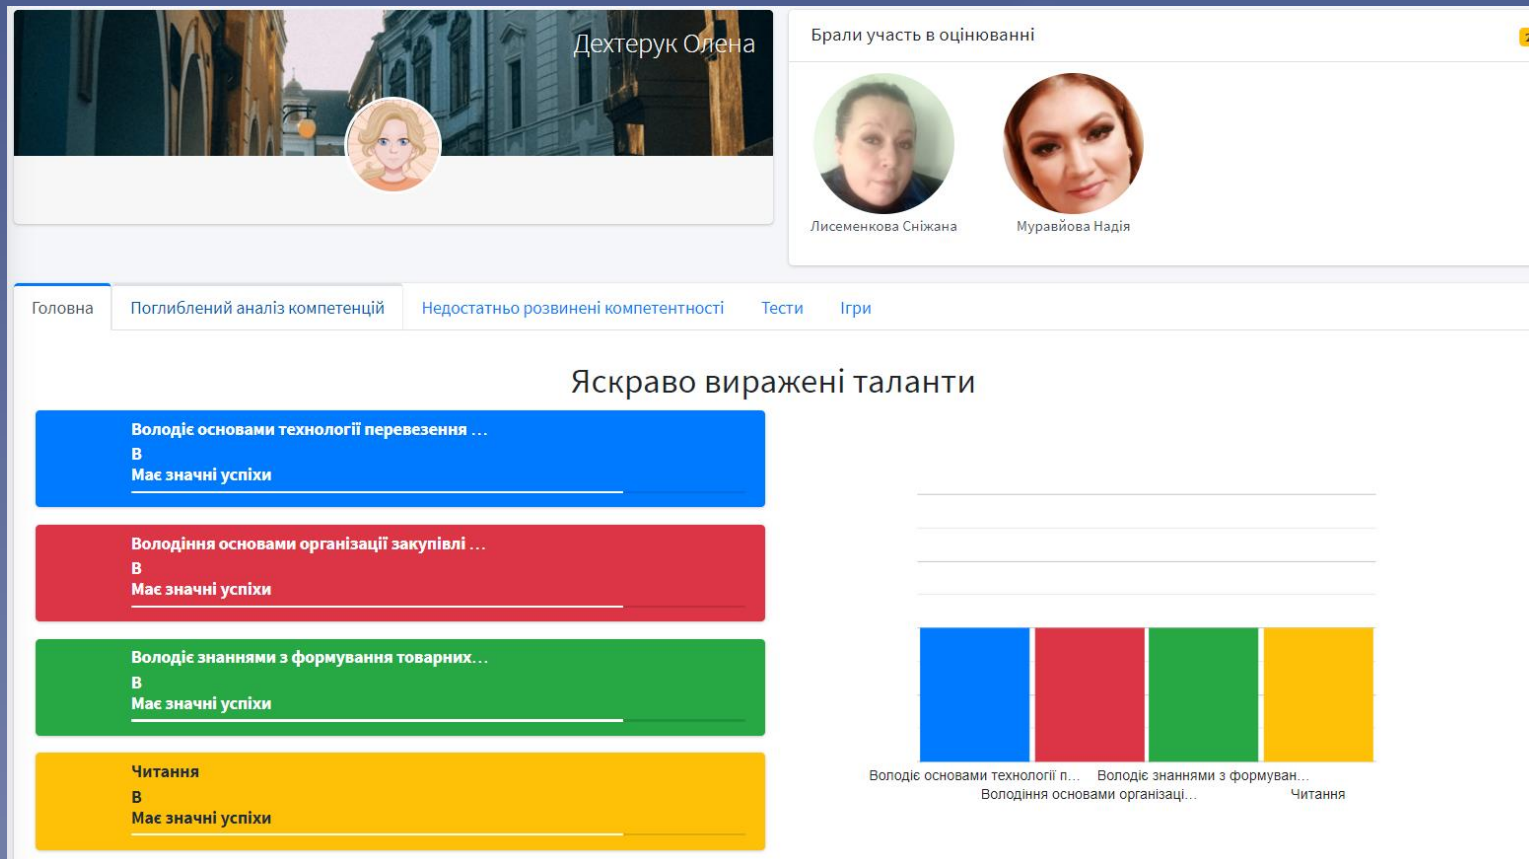 Дехтерук Олена
Брали участь в оцінюванні
Лисеменкова Сніжана
Муравйова Надія
Головна
Поглиблений аналіз компетенцій
Недостатньо розвинені компетентності
Тести
Ігри
Яскраво виражені таланти
Володіє основами технології перевезення ...
В
Має значні успіхи
Володіння основами організації закупівлі ...
В
Має значні успіхи
Володіє знаннями з формування товарних...
В
Має значні успіхи
Читання
В
Має значні успіхи
Володіє основами технології п...
Володіє знаннями з формуван...
Володіння основами організаці...
Читання